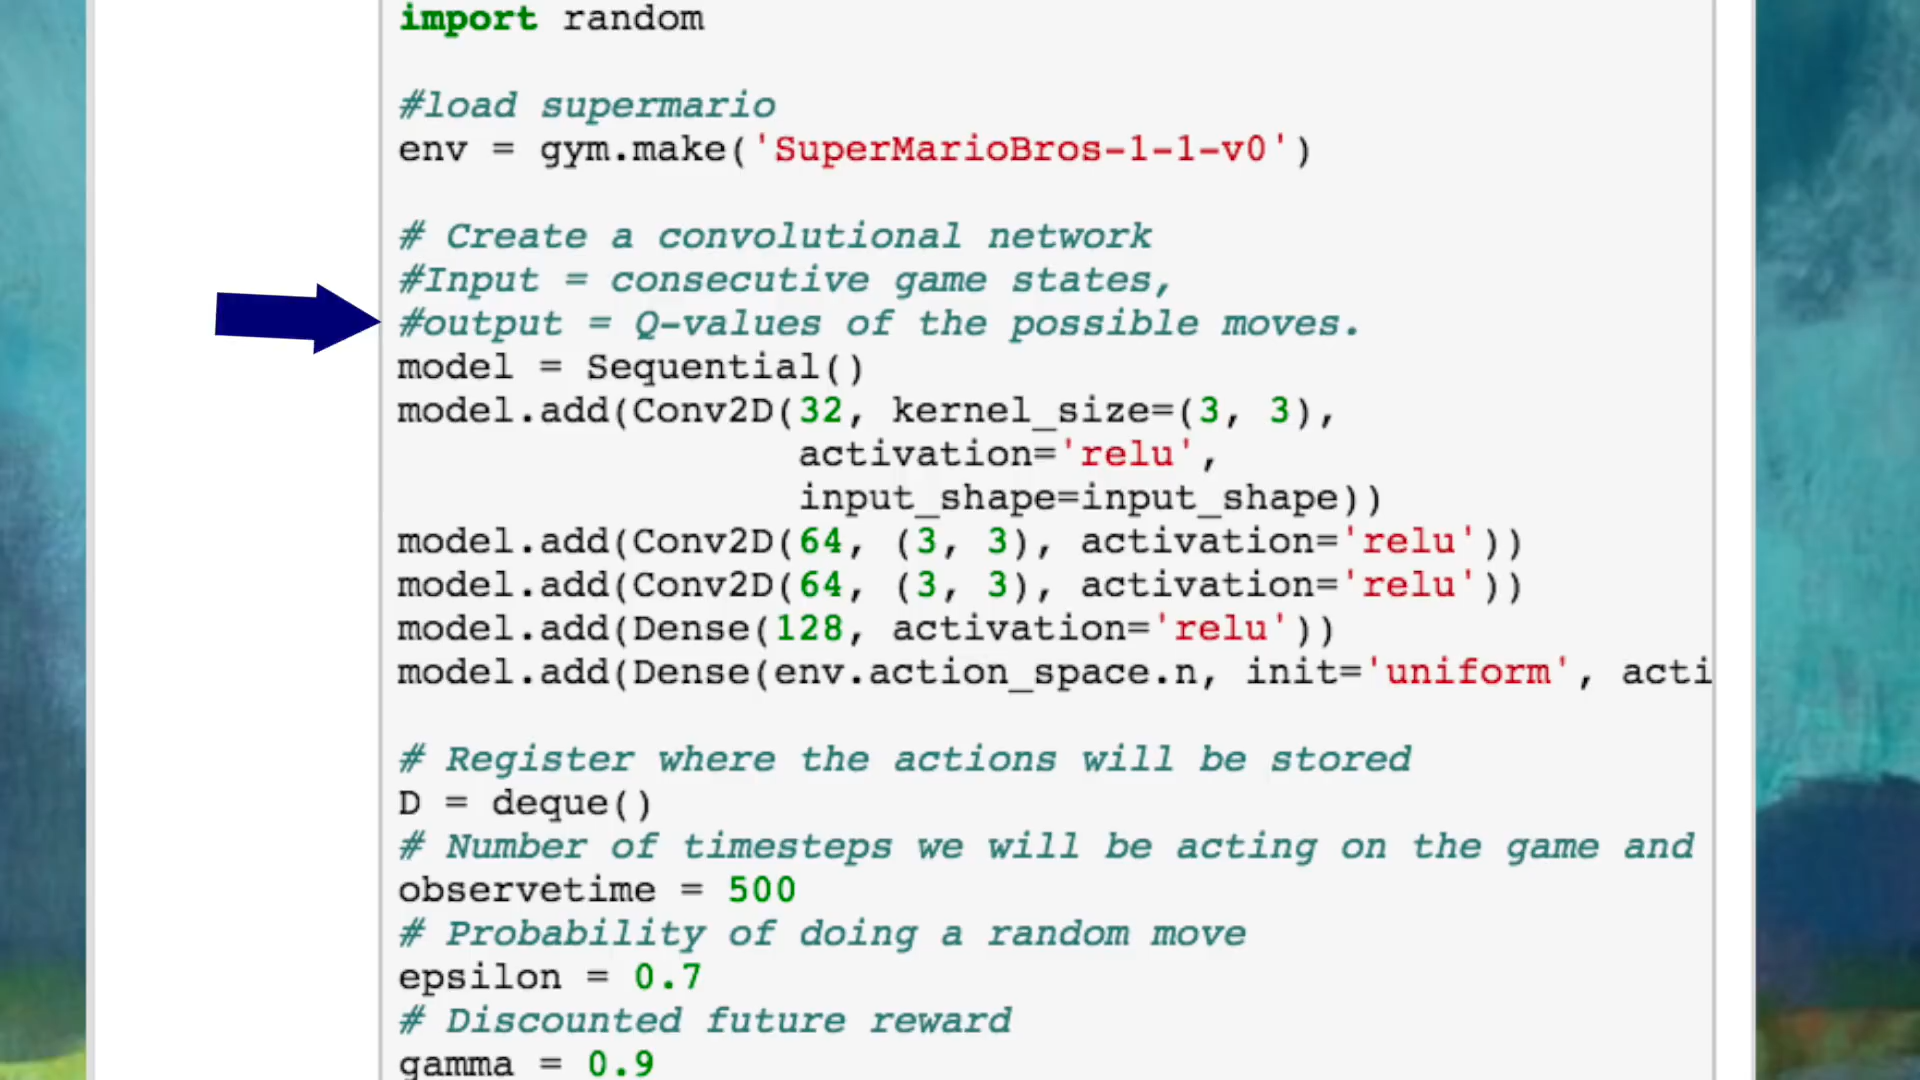 import random
#load supermario
env = gym.make('SuperMarioBros-1-1-v0')
# Create a convolutional network
#Input = consecutive game states,
#output = Q-values of the possible moves.
model = Sequential()
model.add(Conv2D(32, kernel_size=(3, 3),
activation='relu',
input_shape=input_shape))
model.add(Conv2D(64, (3, 3), activation='relu'))
model.add(Conv2D(64, (3, 3), activation='relu'))
model.add(Dense(128, activation='relu'))
model.add(Dense(env.action_space.n, init='uniform', acti
# Register where the actions will be stored
D = deque()
# Number of timesteps we will be acting on the game and
observetime = 500
# Probability of doing a random move
epsilon = 0.7
# Discounted future reward
gamma = 0.9